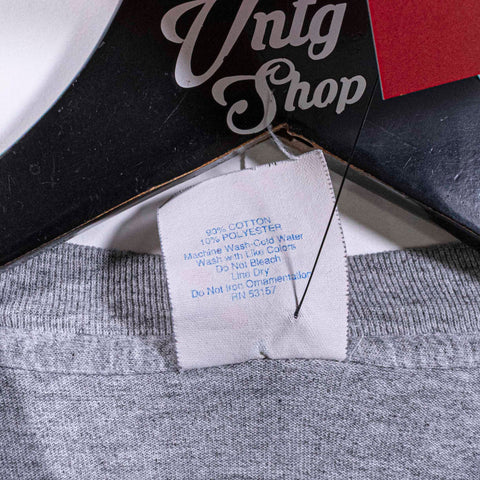 Vntg
Shop
90% COTTON
10% POLYESTER
Machine Wash-Cold Water
Wash with Like Colors
Do Not Bleach
Line Dry
Do Not Iron Ornamentation
RN 53157